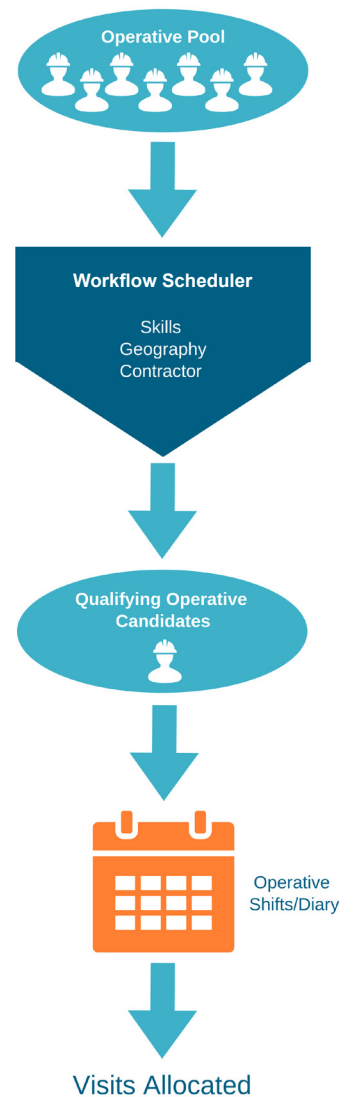 Operative Pool
Workflow Scheduler
Skills
Geography
Contractor
Qualifying Operative
Candidates
Operative
Shifts/Diary
Visits Allocated